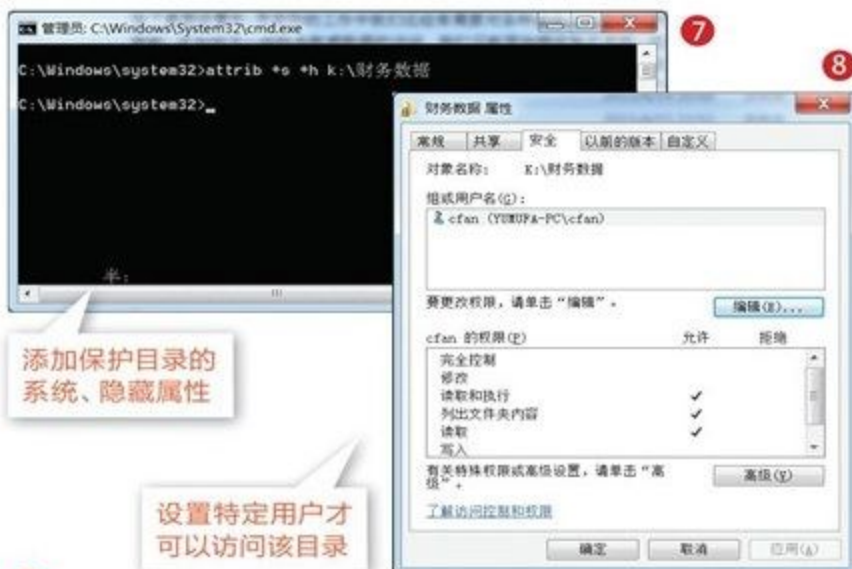 管理员: C:\Windows\System32\cmd.exe
C:\Windows\system32>attrib +s +h k:\财务数据
C:\Windows\system32>_
半:
7
添加保护目录的
系统、隐藏属性
8
财务数据 属性
常规 共享 安全 以前的版本 自定义
对象名称: K:\财务数据
组或用户名(G):
cfan (YUMUFA-PC\cfan)
要更改权限，请单击“编辑”。
编辑(E)...
cfan 的权限(P) 允许 拒绝
完全控制
修改
读取和执行 ✓
列出文件夹内容 ✓
读取 ✓
写入
有关特殊权限或高级设置，请单击“高
级”。
高级(V)
了解访问控制和权限
确定 取消 应用(A)
设置特定用户才
可以访问该目录